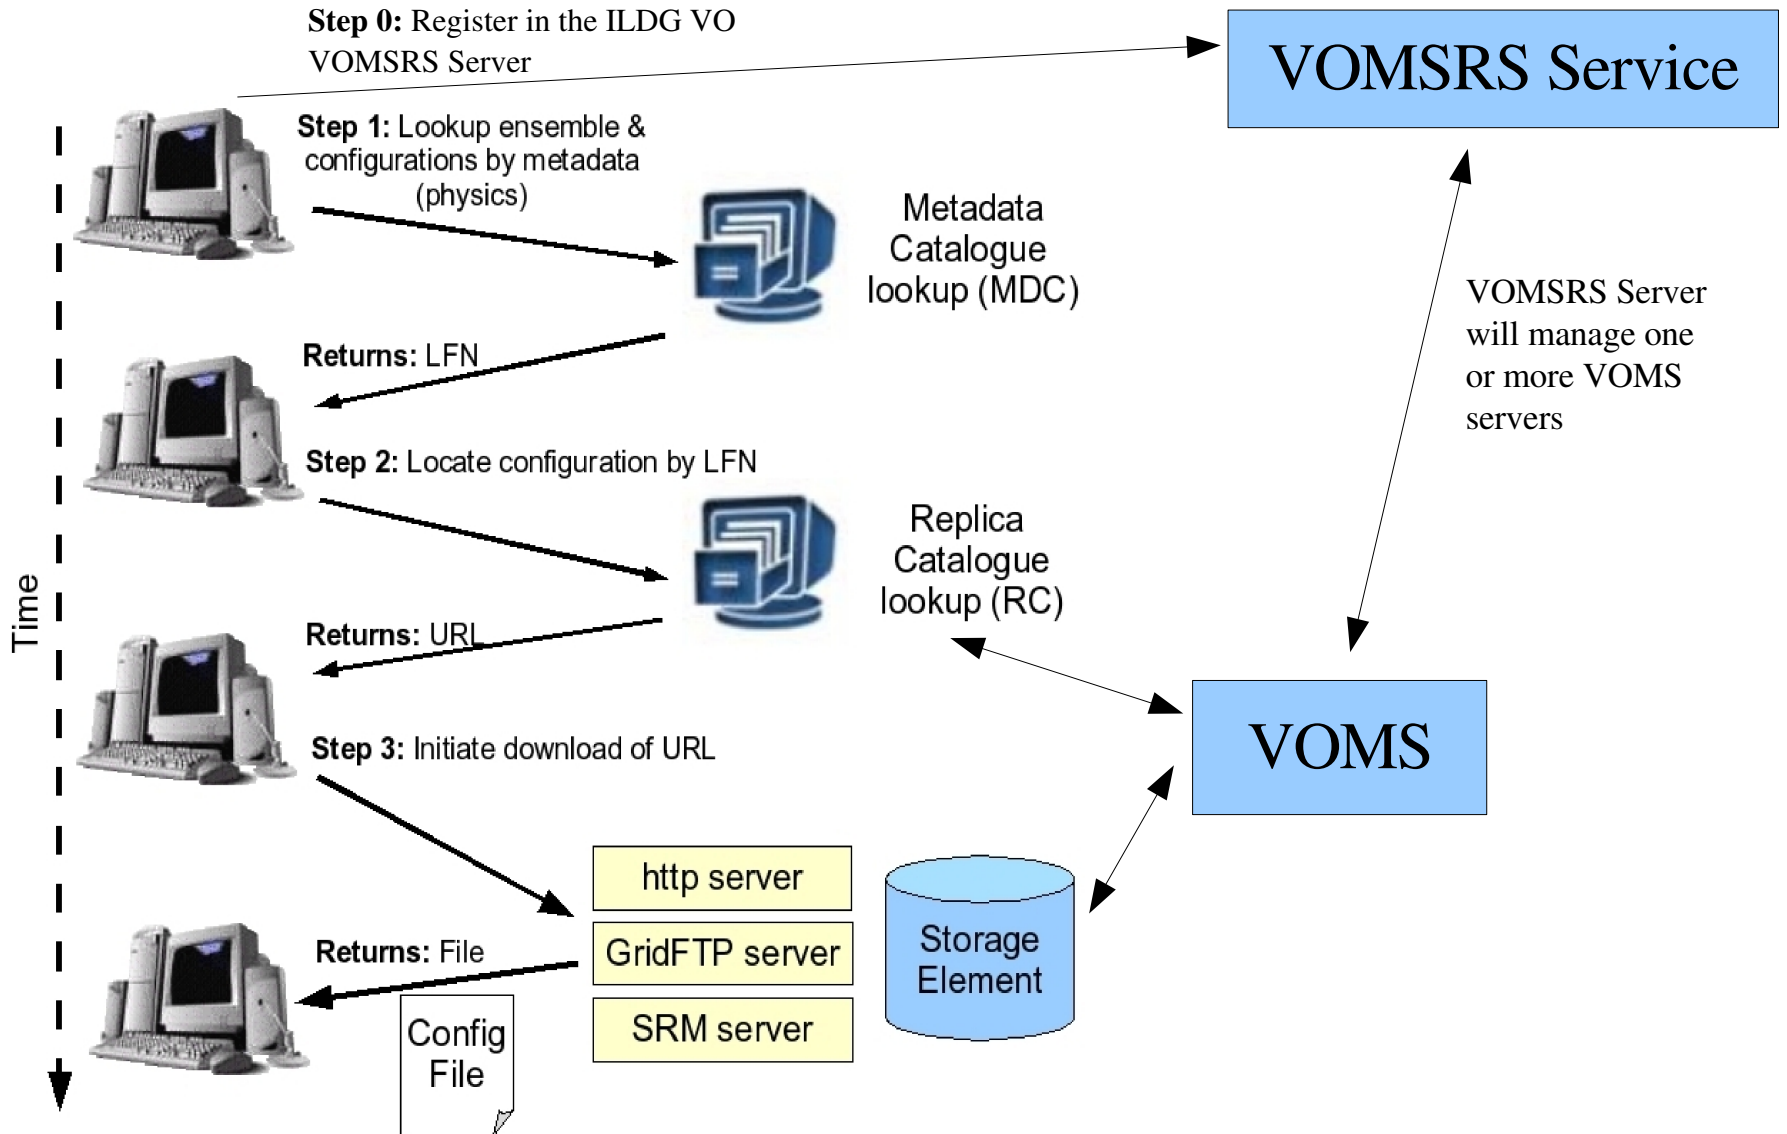 Step 0: Register in the ILDG VO
VOMSRS Server
VOMSRS Service
Step 1: Lookup ensemble &
configurations by metadata
(physics)
Metadata
Catalogue
lookup (MDC)
VOMSRS Server
will manage one
or more VOMS
servers
Returns: LFN
Step 2: Locate configuration by LFN
Replica
Catalogue
lookup (RC)
Time
Returns: URL
VOMS
Step 3: Initiate download of URL
http server
GridFTP server
SRM server
Storage
Element
Returns: File
Config
File